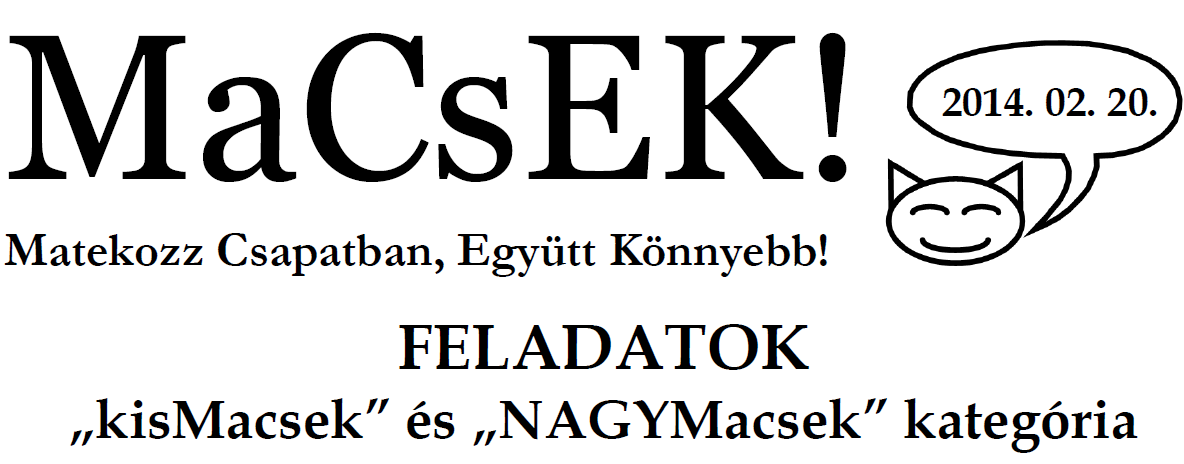 MaCsEK!
2014. 02. 20.
Matekozz Csapatban, Együtt Könnyebb!
FELADATOK
„kisMacsek” és „NAGYMacsek” kategória